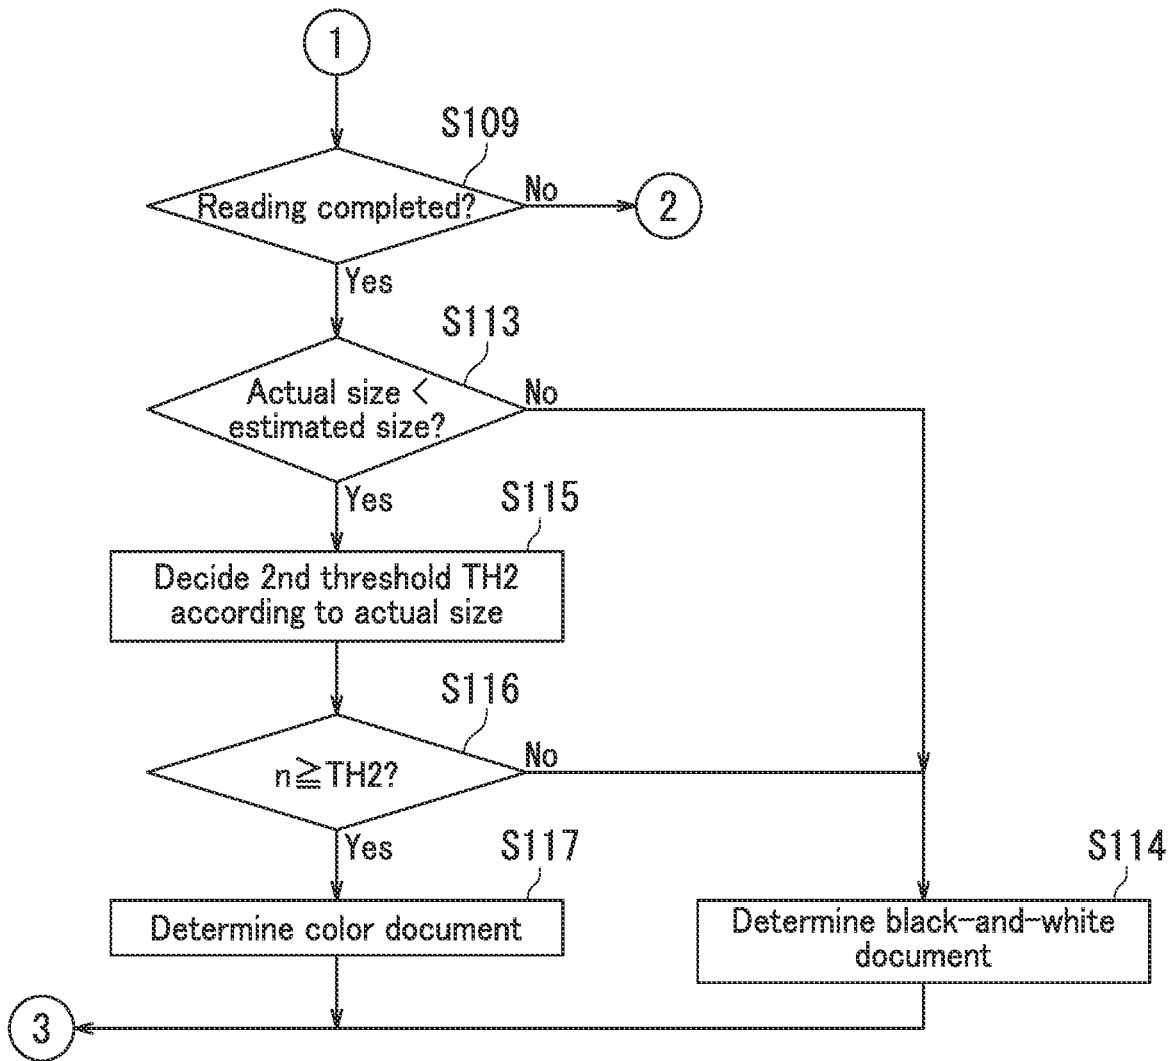 1
S109
Reading completed?
No
2
Yes
S113
Actual size <
estimated size?
No
Yes
S115
Decide 2nd threshold TH2
according to actual size
S116
n≧TH2?
No
Yes
S117
Determine color document
S114
Determine black-and-white
document
3